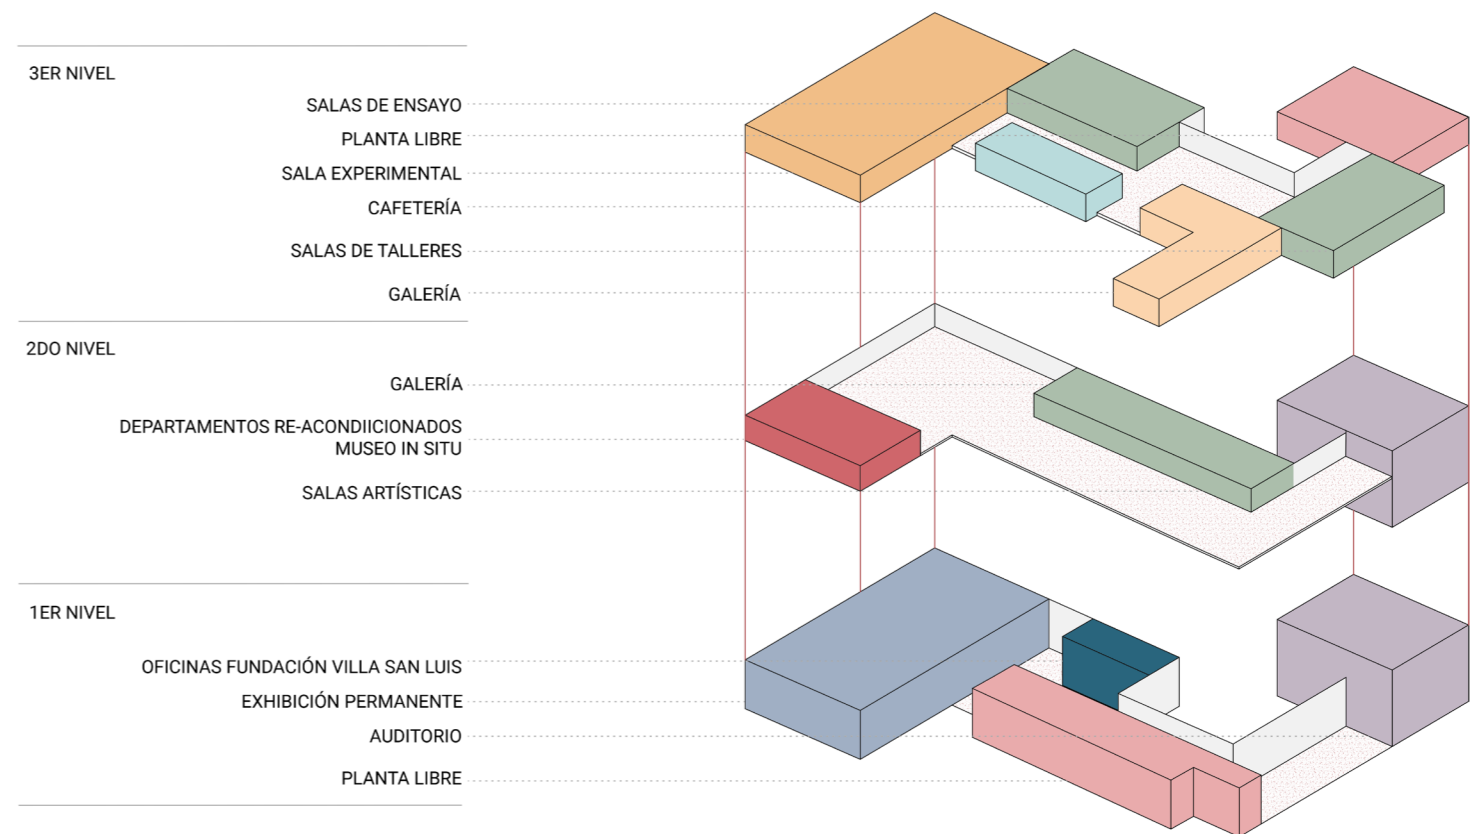 3ER NIVEL
SALAS DE ENSAYO
PLANTA LIBRE
SALA EXPERIMENTAL
CAFETERÍA
SALAS DE TALLERES
GALERÍA
2DO NIVEL
GALERÍA
DEPARTAMENTOS RE-ACONDIICIONADOS
MUSEO IN SITU
SALAS ARTÍSTICAS
1ER NIVEL
OFICINAS FUNDACIÓN VILLA SAN LUIS
EXHIBICIÓN PERMANENTE
AUDITORIO
PLANTA LIBRE